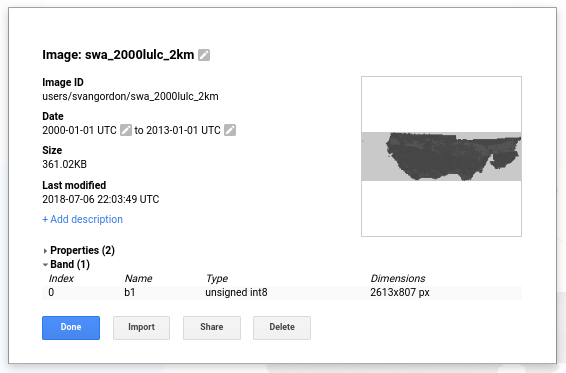 Image: swa_2000lulc_2km
Image ID
users/svangordon/swa_2000lulc_2km
Date
2000-01-01 UTC to 2013-01-01 UTC
Size
361.02KB
Last modified
2018-07-06 22:03:49 UTC
+ Add description
Properties (2)
Band (1)
Index Name Type Dimensions
0 b1 unsigned int8 2613x807 px
Done Import Share Delete